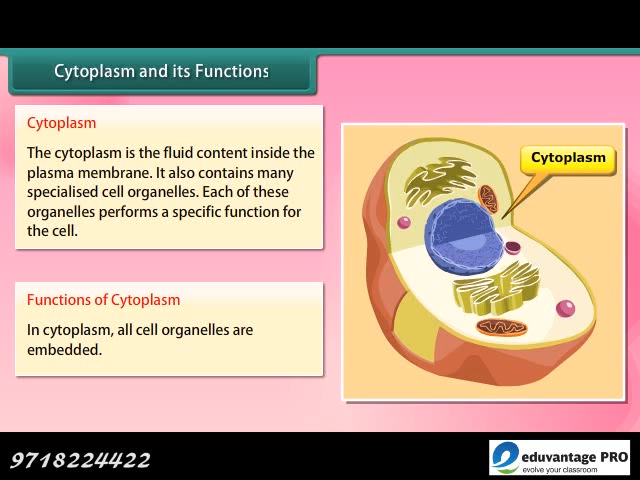 Cytoplasm and its Functions
Cytoplasm
The cytoplasm is the fluid content inside the
plasma membrane. It also contains many
specialised cell organelles. Each of these
organelles performs a specific function for
the cell.
Cytoplasm
Functions of Cytoplasm
In cytoplasm, all cell organelles are
embedded.
9718224422
eduvantage PRO
evolve your classroom